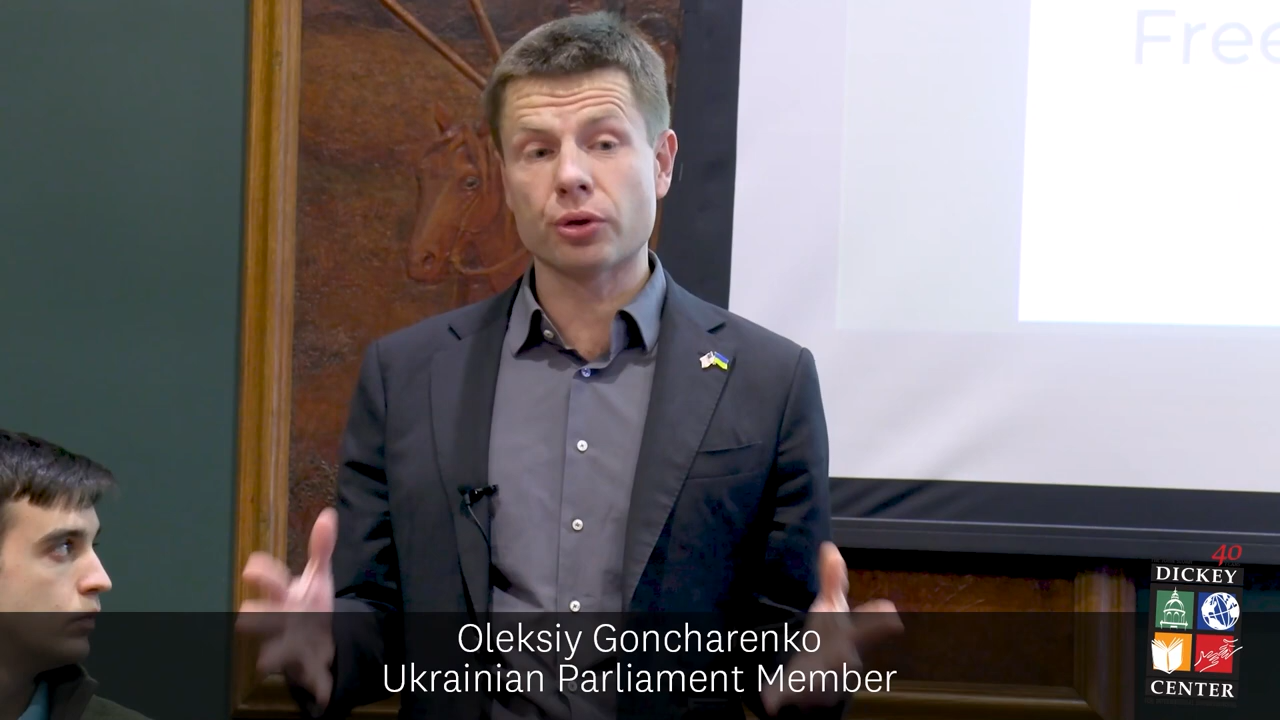 Free
Oleksiy Goncharenko
Ukrainian Parliament Member
40
DICKEY
CENTER